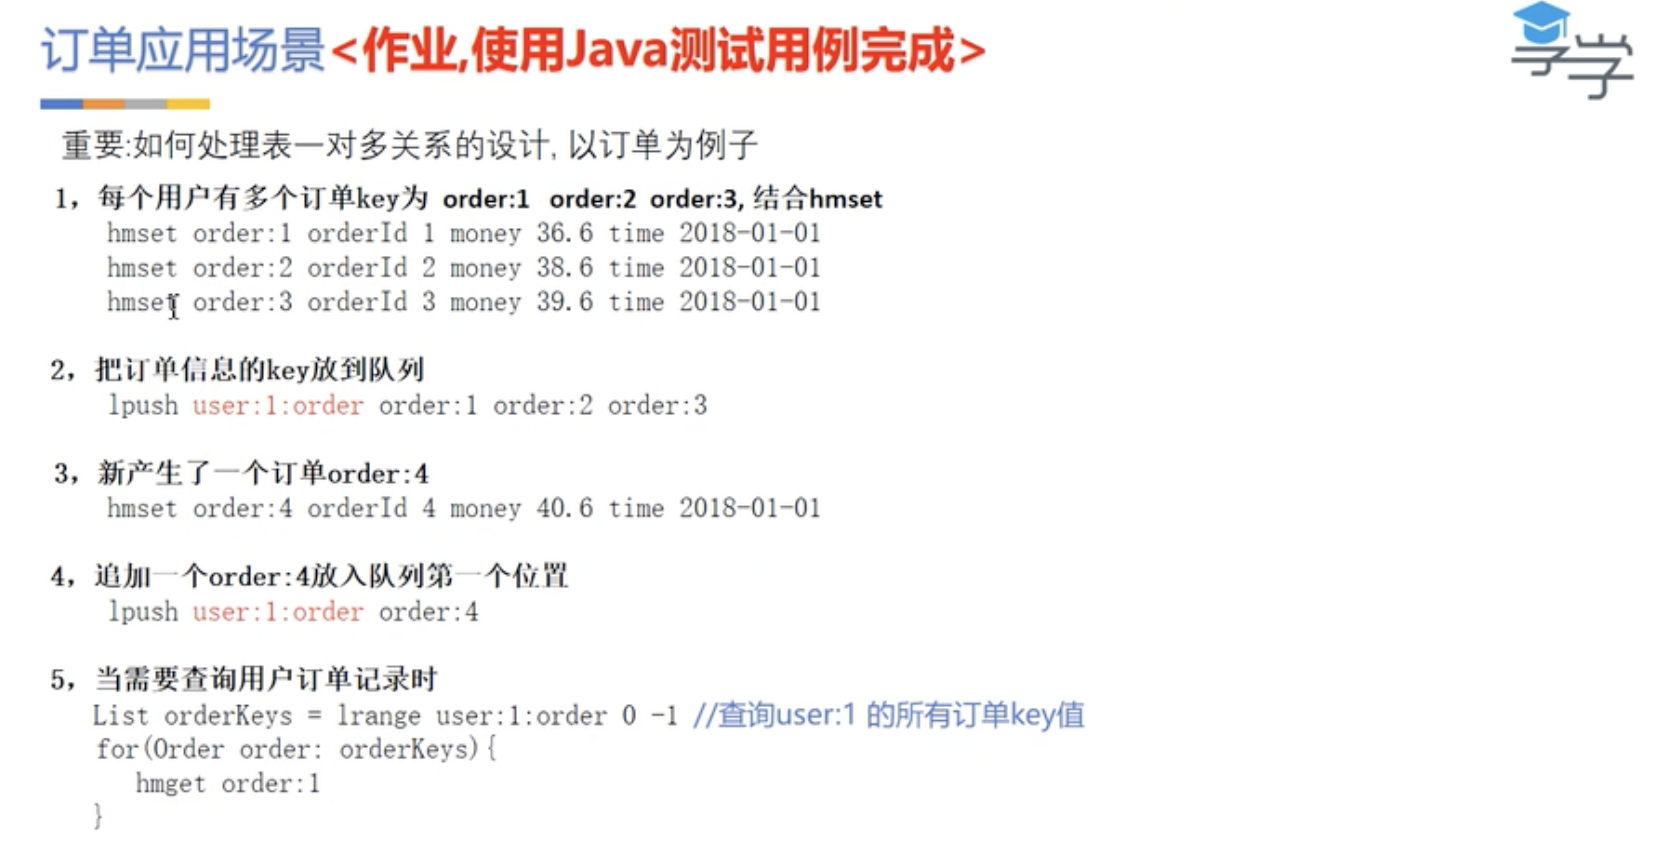 订单应用场景<作业,使用Java测试用例完成>
享学
重要:如何处理表一对多关系的设计, 以订单为例子
1，每个用户有多个订单key为 order:1 order:2 order:3, 结合hmset
hmset order:1 orderId 1 money 36.6 time 2018-01-01
hmset order:2 orderId 2 money 38.6 time 2018-01-01
hmset order:3 orderId 3 money 39.6 time 2018-01-01
2，把订单信息的key放到队列
lpush user:1:order order:1 order:2 order:3
3，新产生了一个订单order:4
hmset order:4 orderId 4 money 40.6 time 2018-01-01
4，追加一个order:4放入队列第一个位置
lpush user:1:order order:4
5，当需要查询用户订单记录时
List orderKeys = lrange user:1:order 0 -1 //查询user:1 的所有订单key值
for(Order order: orderKeys){
hmget order:1
}